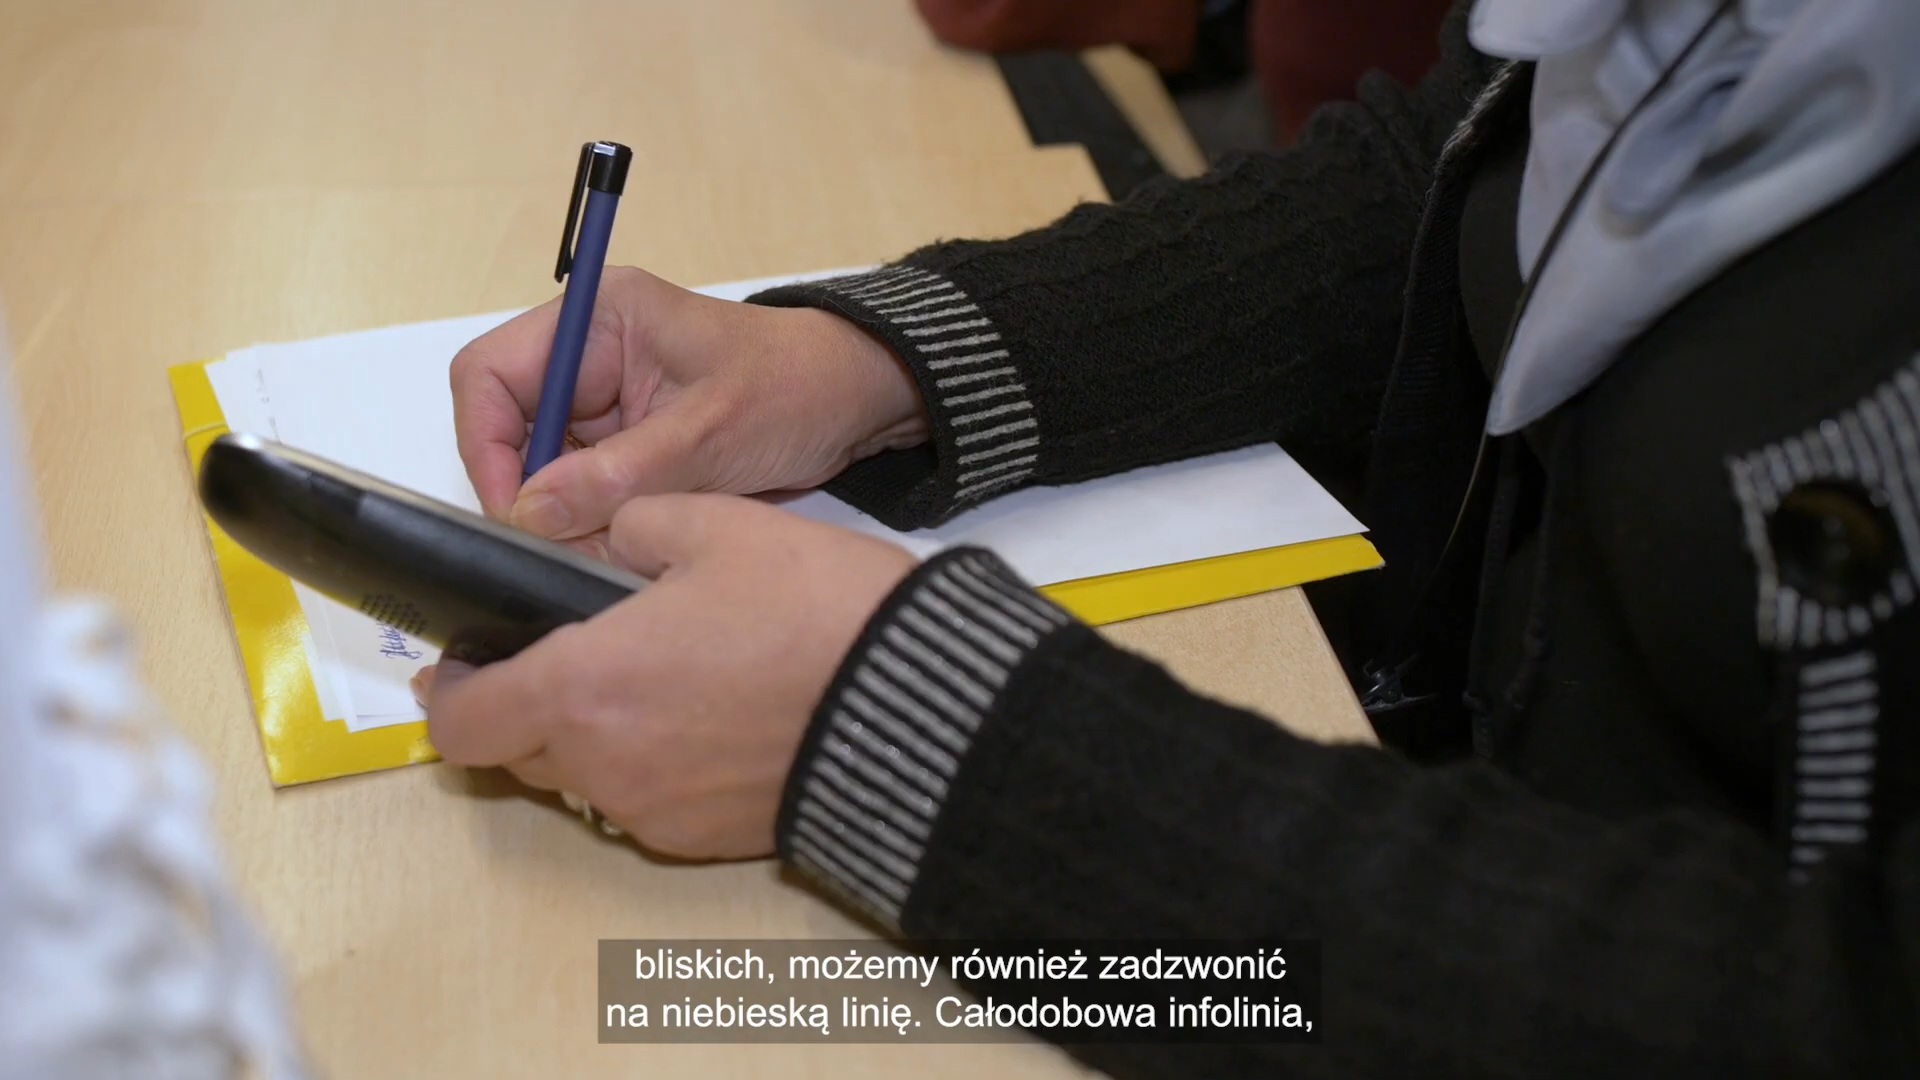 bliskich, możemy również zadzwonić
na niebieską linię. Całodobowa infolinia,